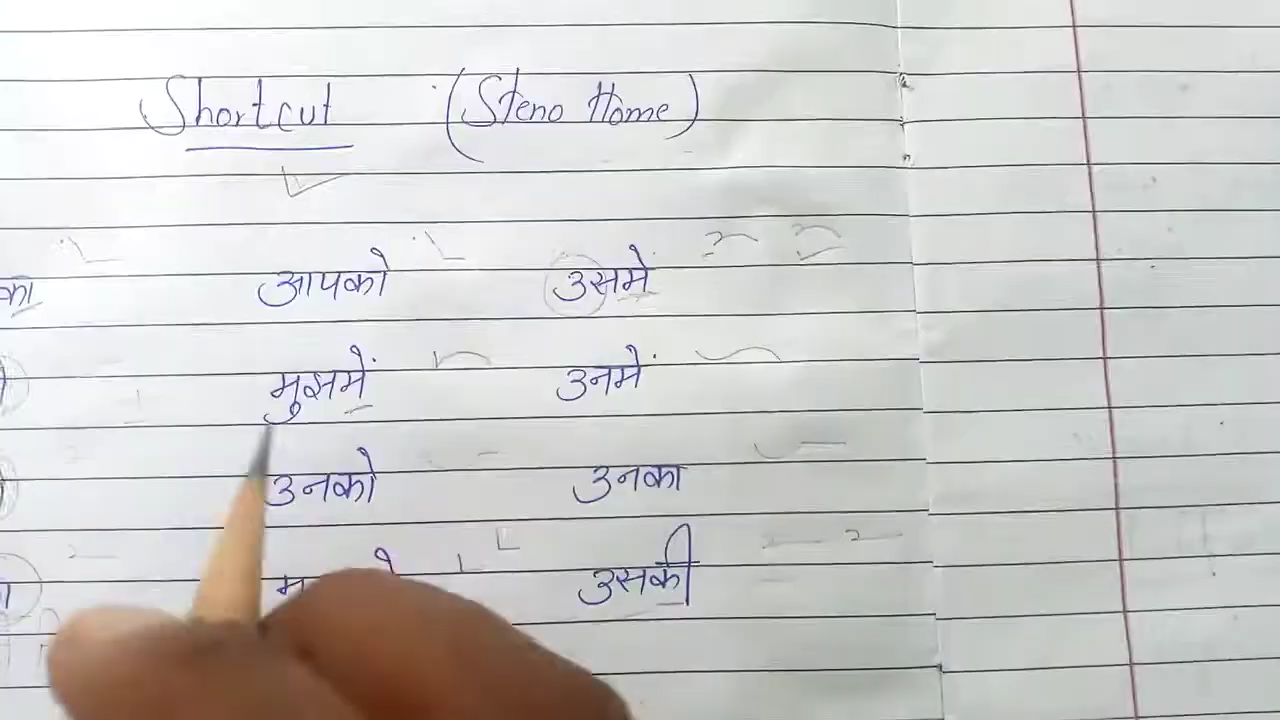 Shortcut (Steno Home)
का आपको उसमे
मुझमें उनमें
उनको उनका
उसकी